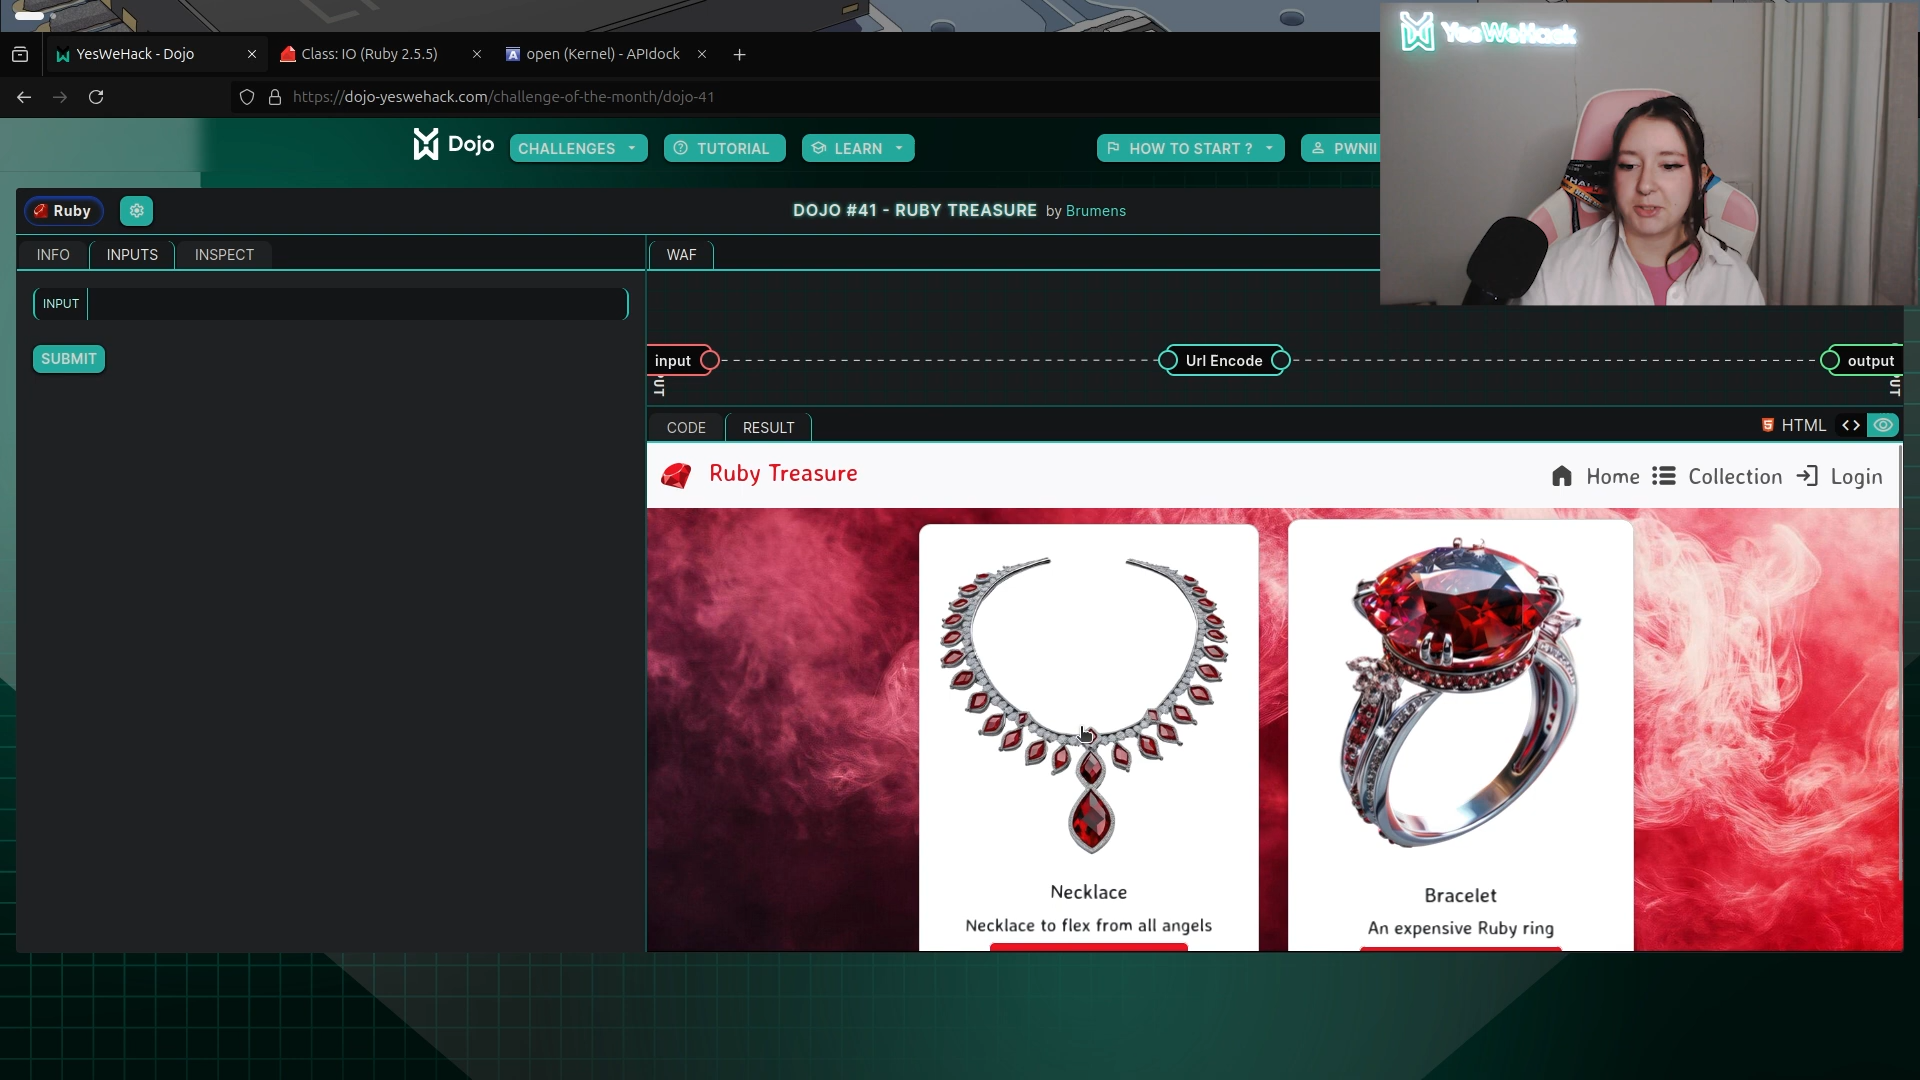 YesWeHack - Dojo
Class: IO (Ruby 2.5.5)
open (Kernel) - APIdock
YesWeHack
https://dojo-yeswehack.com/challenge-of-the-month/dojo-41
Dojo
CHALLENGES
TUTORIAL
LEARN
HOW TO START ?
PWNII
Ruby
DOJO #41 - RUBY TREASURE by Brumens
INFO
INPUTS
INSPECT
WAF
INPUT
SUBMIT
input
Url Encode
output
UT
PUT
CODE
RESULT
HTML
Ruby Treasure
Home
Collection
Login
Necklace
Necklace to flex from all angels
Bracelet
An expensive Ruby ring